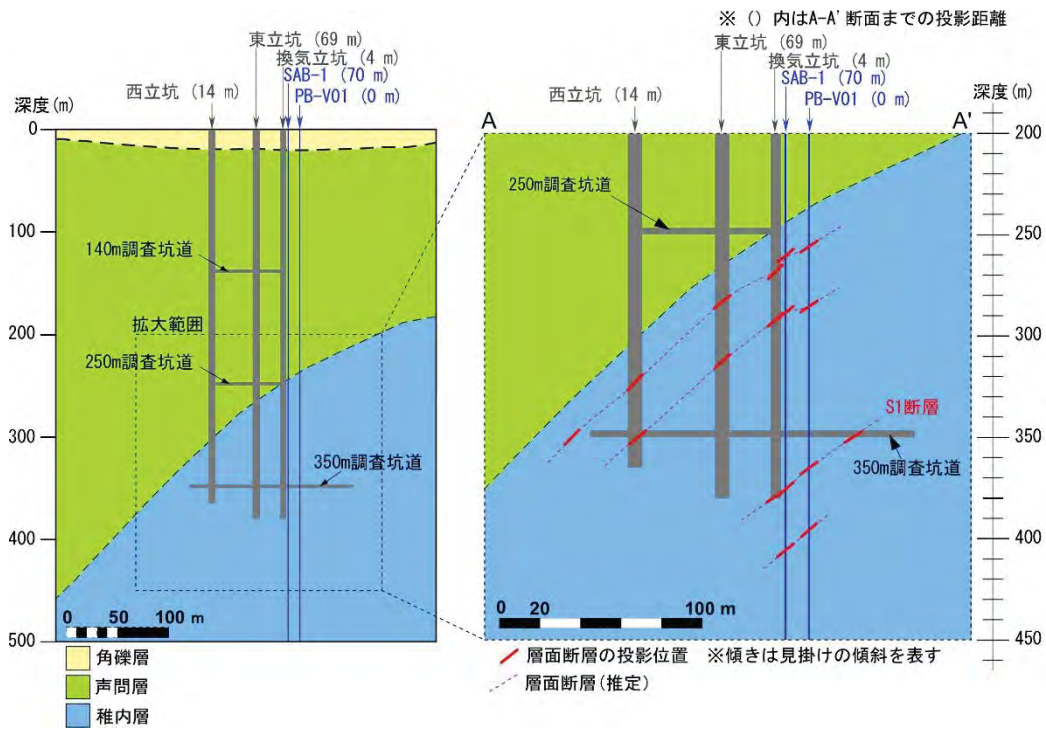 ※ () 内はA-A' 断面までの投影距離
東立坑 (69 m)
換気立坑 (4 m)
SAB-1 (70 m)
PB-V01 (0 m)
西立坑 (14 m)
深度(m)
0
100
200
300
400
500
140m調査坑道
拡大範囲
250m調査坑道
350m調査坑道
0 50 100 m
角礫層
声問層
稚内層
東立坑 (69 m)
換気立坑 (4 m)
SAB-1 (70 m)
PB-V01 (0 m)
西立坑 (14 m)
深度(m)
A
A'
200
250
300
350
400
450
250m調査坑道
S1断層
350m調査坑道
0 20 100 m
層面断層の投影位置 ※傾きは見掛けの傾斜を表す
層面断層(推定)